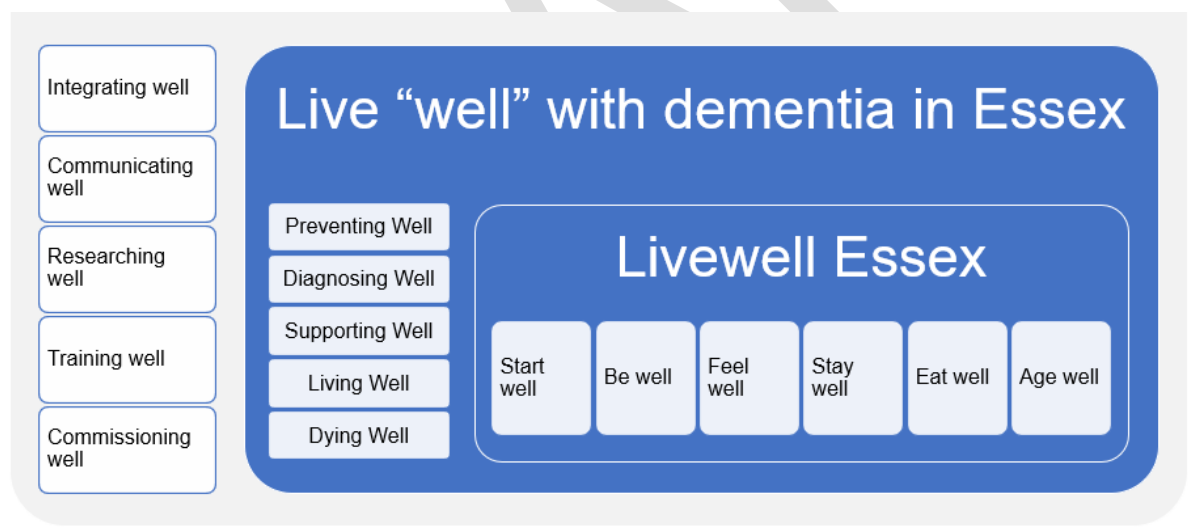 Integrating well
Communicating
well
Researching
well
Training well
Commissioning
well
Live “well” with dementia in Essex
Preventing Well
Diagnosing Well
Supporting Well
Living Well
Dying Well
Livewell Essex
Start
well
Be well
Feel
well
Stay
well
Eat well
Age well